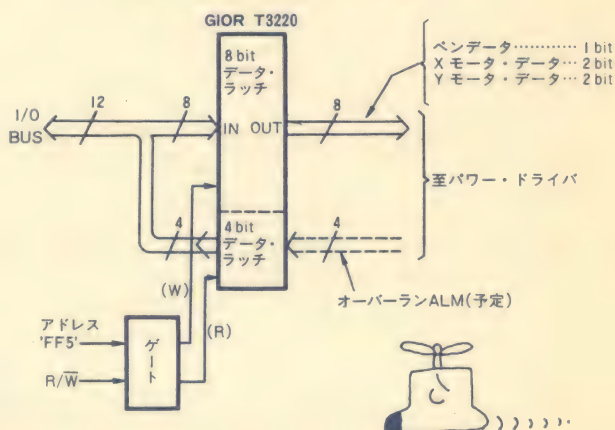 GIOR T3220
8 bit
データ・
ラッチ
ペンデータ………… 1 bit
X モータ・データ… 2 bit
Y モータ・データ… 2 bit
12
8
8
I/O
BUS
IN OUT
至パワー・ドライバ
4
4 bit
データ・
ラッチ
4
(W)
(R)
オーバーランALM(予定)
アドレス
'FF5'
R/W̅
ゲート